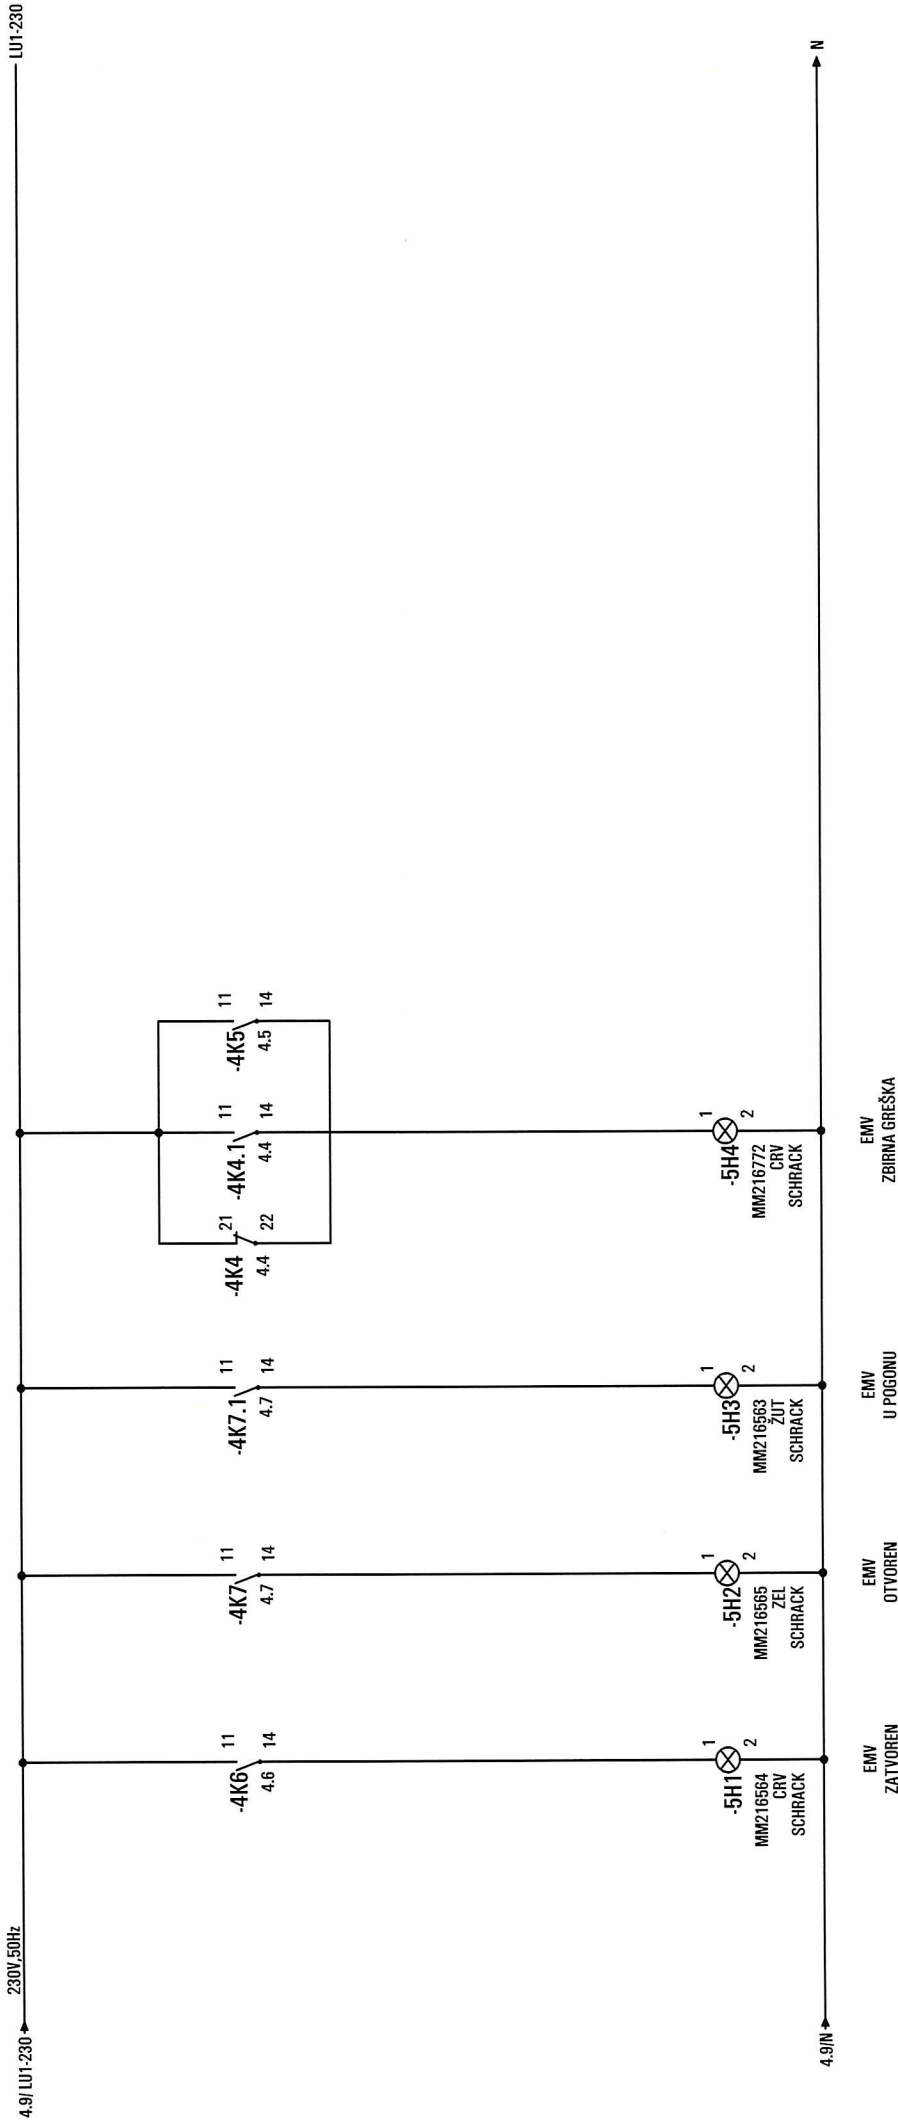 4.9/ LU1-230
230V,50Hz
LU1-230
-4K6
4.6
11
14
-4K7
4.7
11
14
-4K7.1
4.7
11
14
-4K4
4.4
21
22
-4K4.1
4.4
11
14
-4K5
4.5
11
14
-5H1
1
2
MM216564
CRV
SCHRACK
-5H2
1
2
MM216565
ZEL
SCHRACK
-5H3
1
2
MM216563
ŽUT
SCHRACK
-5H4
1
2
MM216772
CRV
SCHRACK
4.9/N
N
EMV
ZATVOREN
EMV
OTVOREN
EMV
U POGONU
EMV
ZBIRNA GREŠKA